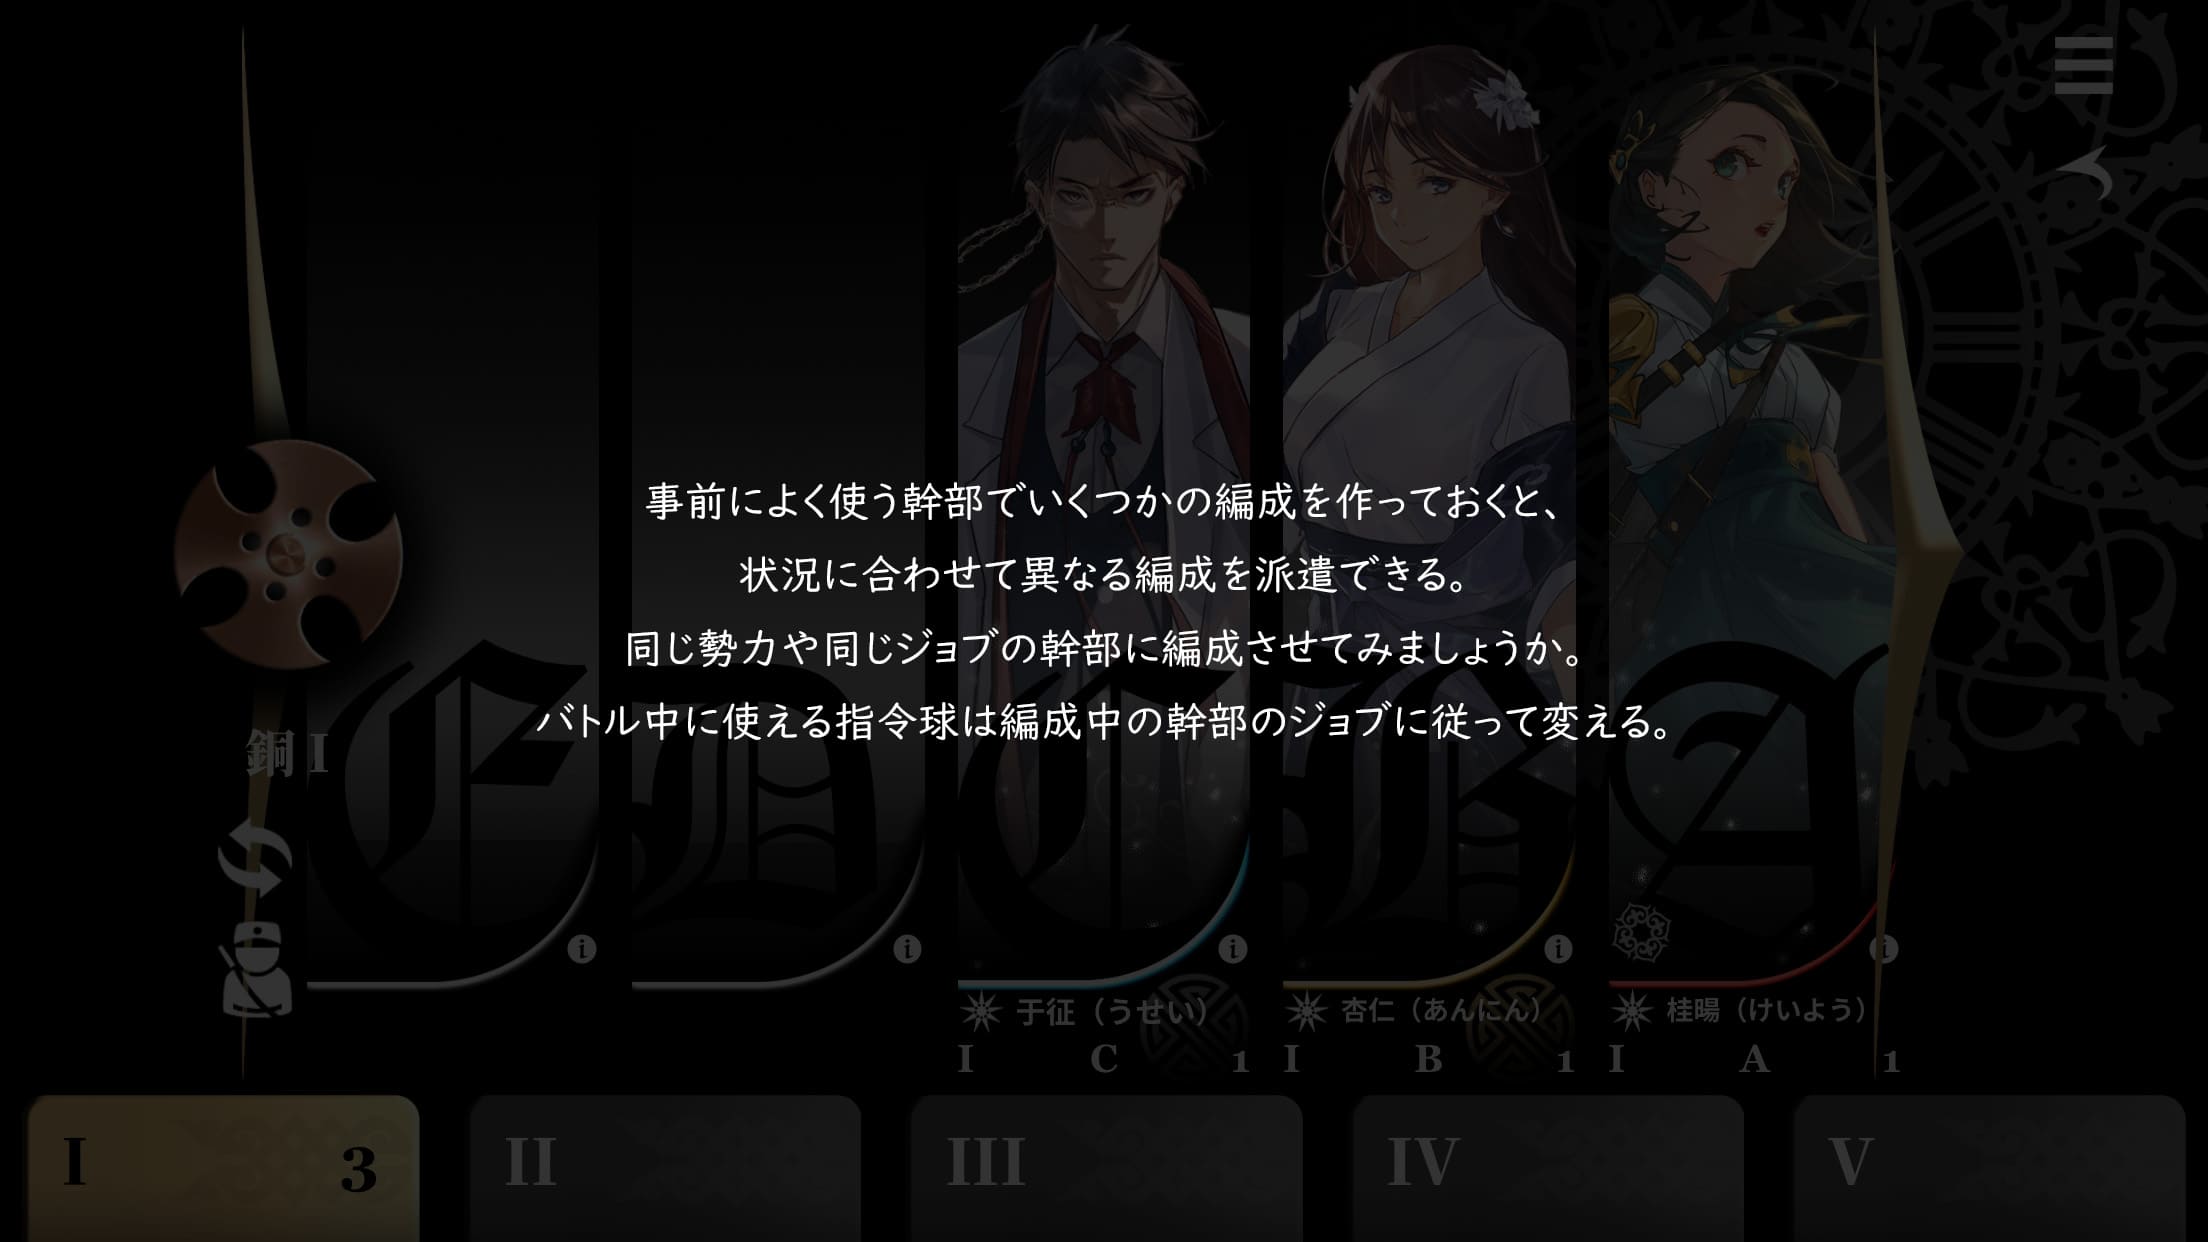 事前によく使う幹部でいくつかの編成を作っておくと、
状況に合わせて異なる編成を派遣できる。
同じ勢力や同じジョブの幹部に編成させてみましょうか。
バトル中に使える指令球は編成中の幹部のジョブに従って変える。
銅 I
E D C B A
于征（うせい） 杏仁（あんにん） 桂暘（けいよう）
I C 1 I B 1 I A 1
I 3 II III IV V